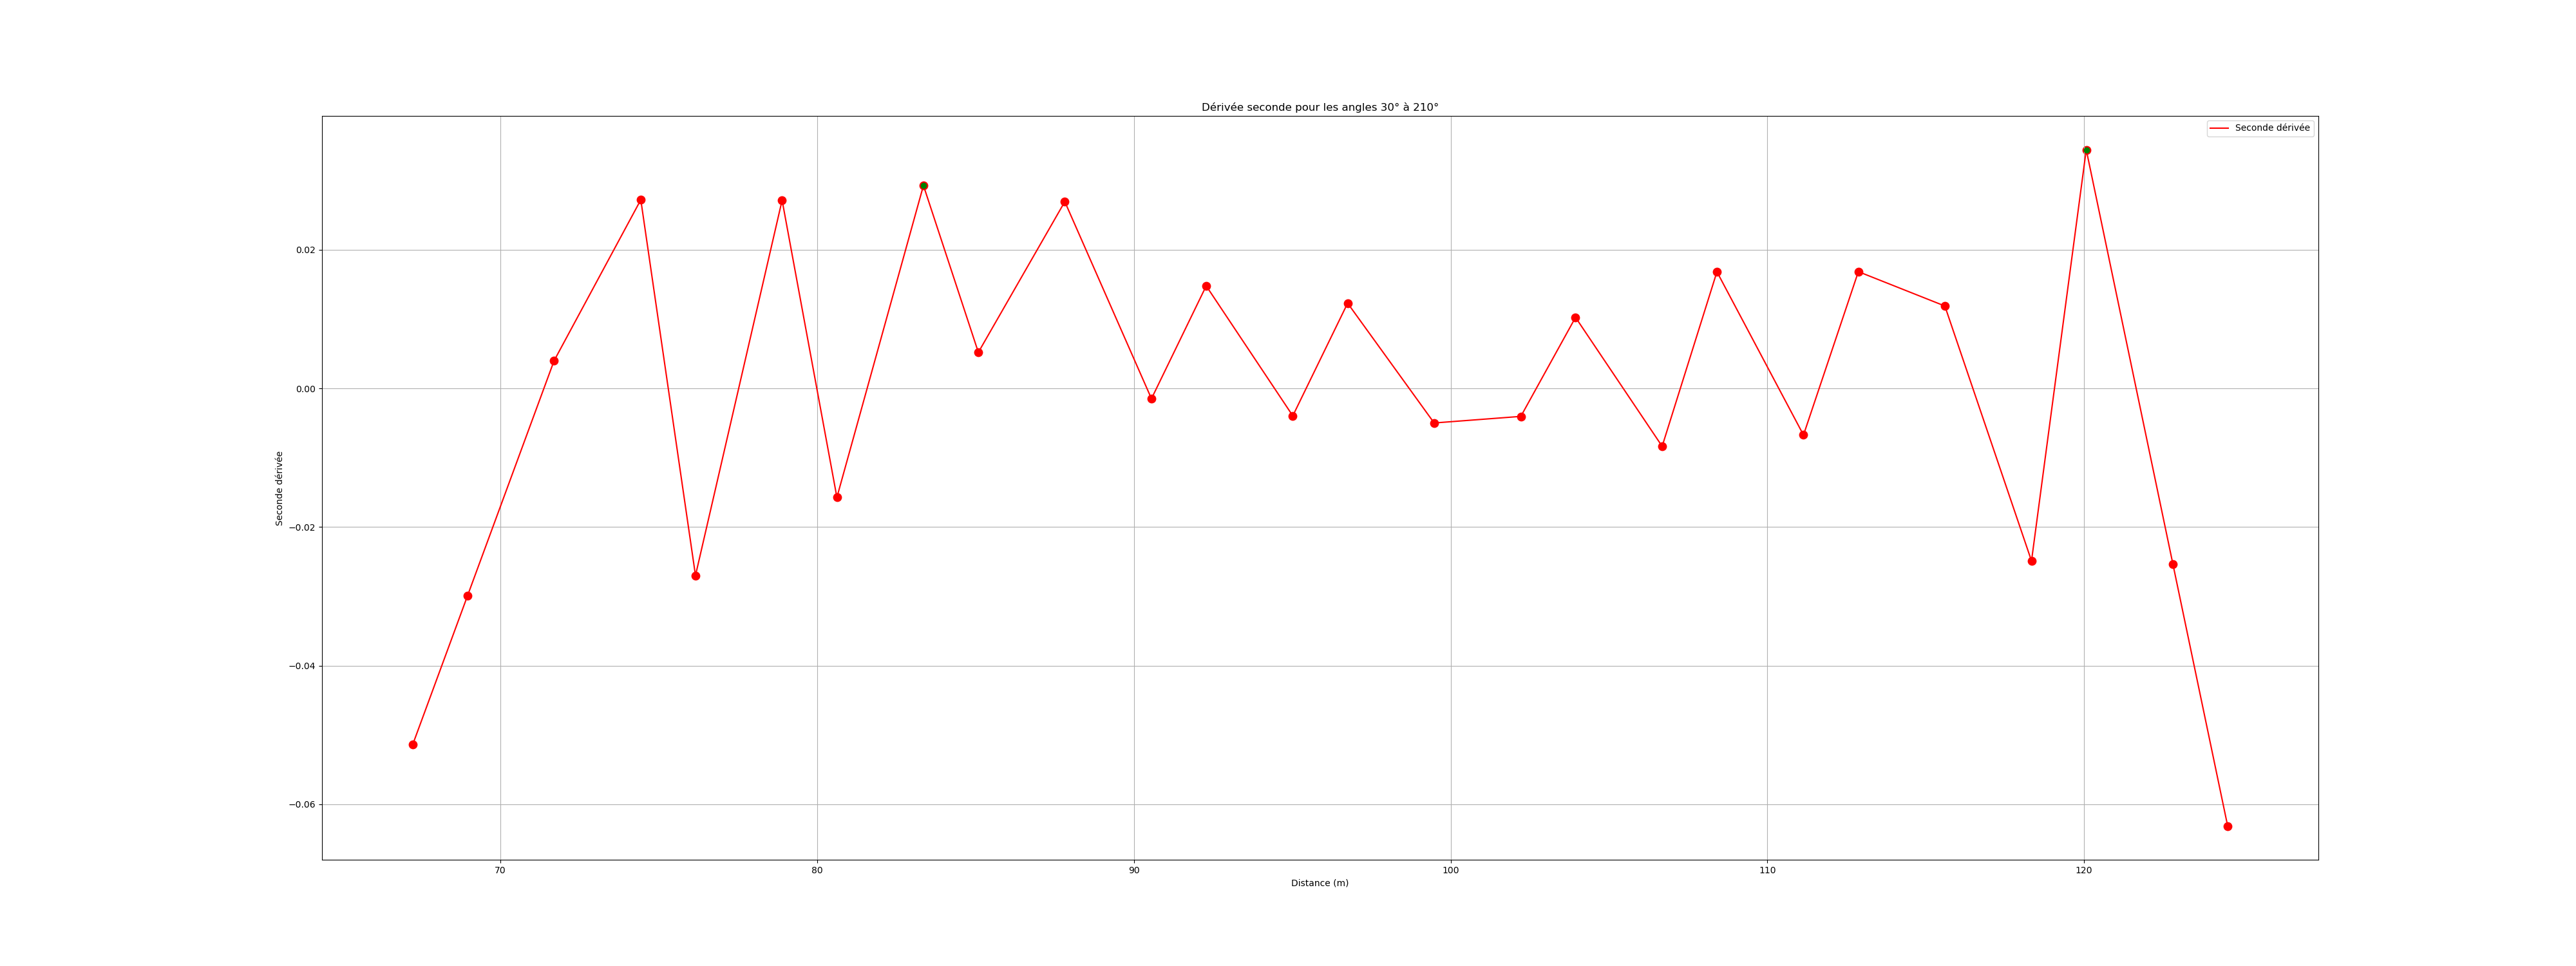 Dérivée seconde pour les angles 30° à 210°
Seconde dérivée
0.02
0.00
−0.02
−0.04
−0.06
Seconde dérivée
70 80 90 100 110 120
Distance (m)